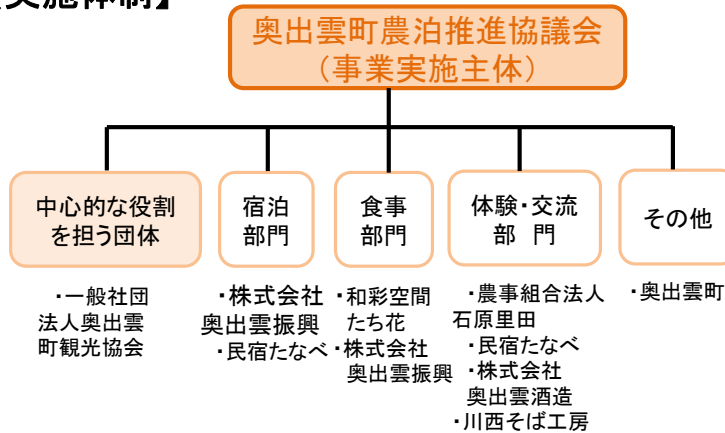 【実施体制】
奥出雲町農泊推進協議会
（事業実施主体）
中心的な役割
を担う団体
・一般社団
法人奥出雲
町観光協会
宿泊
部門
・株式会社
奥出雲振興
・民宿たなべ
食事
部門
・和彩空間
たち花
・株式会社
奥出雲振興
体験・交流
部　門
・農事組合法人
石原里田
・民宿たなべ
・株式会社
奥出雲酒造
・川西そば工房
その他
・奥出雲町